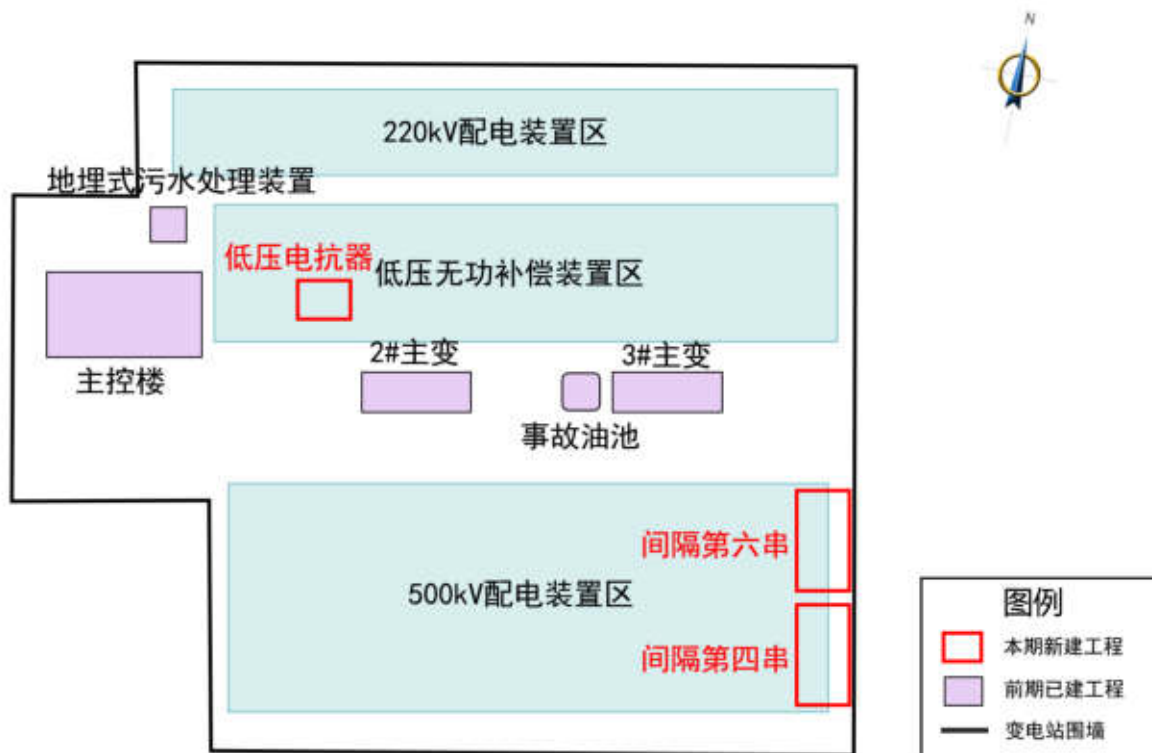 N
220kV配电装置区
地埋式污水处理装置
低压电抗器
低压无功补偿装置区
主控楼
2#主变
3#主变
事故油池
间隔第六串
500kV配电装置区
间隔第四串
图例
本期新建工程
前期已建工程
变电站围墙